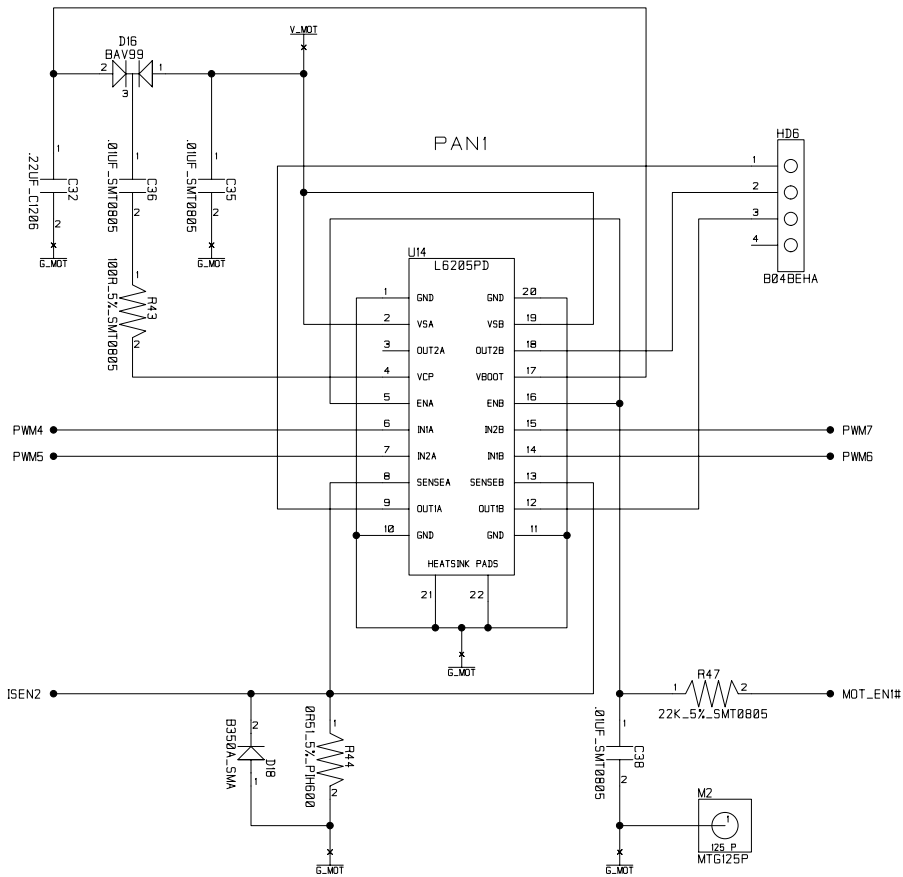 V_MOT
D16
BAV99
2
1
3
PAN1
HD6
1
2
3
4
B04BEHA
1
.22UF_C1206
C32
2
G_MOT
1
.01UF_SMT0805
C36
2
1
.01UF_SMT0805
C35
2
G_MOT
1
100R_5%_SMT0805
R43
2
U14
L6205PD
1 GND GND 20
2 VSA VSB 19
3 OUT2A OUT2B 18
4 VCP VBOOT 17
5 ENA ENB 16
PWM4 6 IN1A IN2B 15 PWM7
PWM5 7 IN2A IN1B 14 PWM6
8 SENSEA SENSEB 13
9 OUT1A OUT1B 12
10 GND GND 11
HEATSINK PADS
21 22
G_MOT
ISEN2
R47
1 2
22K_5%_SMT0805
MOT_EN1#
2
B350A_SMA
D18
1
1
0R51_5%_PTH600
R44
2
G_MOT
1
.01UF_SMT0805
C38
2
G_MOT
M2
1
125 P
MTG125P